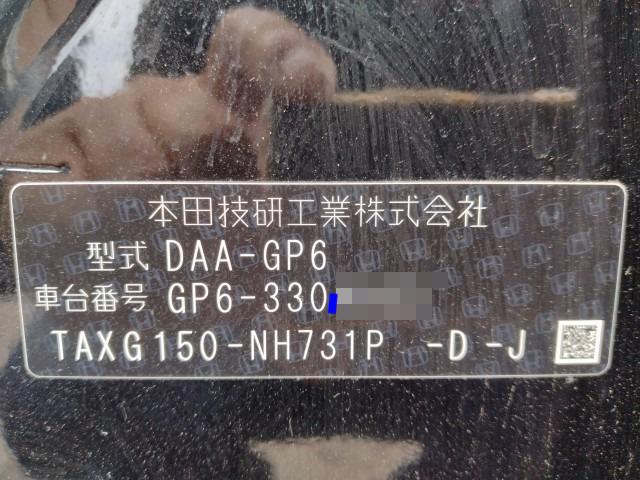 本田技研工業株式会社
型式 DAA-GP6
車台番号 GP6-330
TAXG150-NH731P -D-J